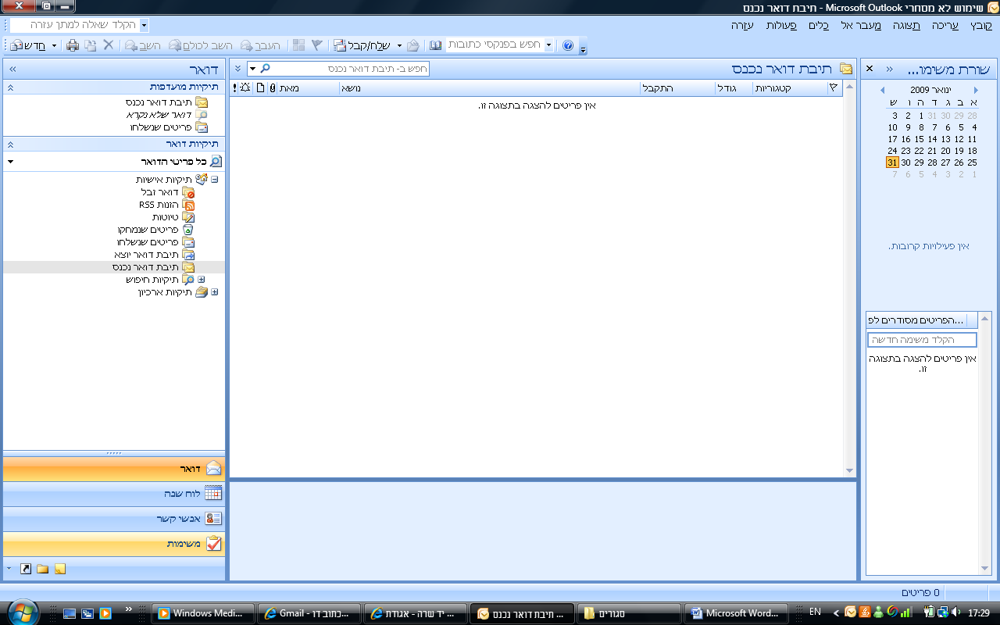 תיבת דואר נכנס - Microsoft Outlook שימוש לא מסחרי
קובץ עריכה תצוגה מעבר אל כלים פעולות עזרה
הקלד שאלה למתן עזרה
חדש השב השב לכולם העבר שלח/קבל חפש בפנקסי כתובות
שורת משימו...
ינואר 2009
א ב ג ד ה ו ש
28 29 30 31 1 2 3
4 5 6 7 8 9 10
11 12 13 14 15 16 17
18 19 20 21 22 23 24
25 26 27 28 29 30 31
1 2 3 4 5 6 7
אין פעילויות קרובות.
הפריטים מסודרים לפ...
הקלד משימה חדשה
אין פריטים להצגה בתצוגה
זו.
תיבת דואר נכנס
חפש ב- תיבת דואר נכנס
קטגוריות גודל התקבל נושא מאת
אין פריטים להצגה בתצוגה זו.
דואר
תיקיות מועדפות
תיבת דואר נכנס
דואר שלא נקרא
פריטים שנשלחו
תיקיות דואר
כל פריטי הדואר
תיקיות אישיות
דואר זבל
הזנות RSS
טיוטות
פריטים שנמחקו
פריטים שנשלחו
תיבת דואר יוצא
תיבת דואר נכנס
תיקיות חיפוש
תיקיות ארכיון
דואר
לוח שנה
אנשי קשר
משימות
0 פריטים
Windows Medi...
Gmail - כתוב דו...
יד שרה - אגודת ...
תיבת דואר נכנס ...
סגורים
Microsoft Word...
EN
17:29